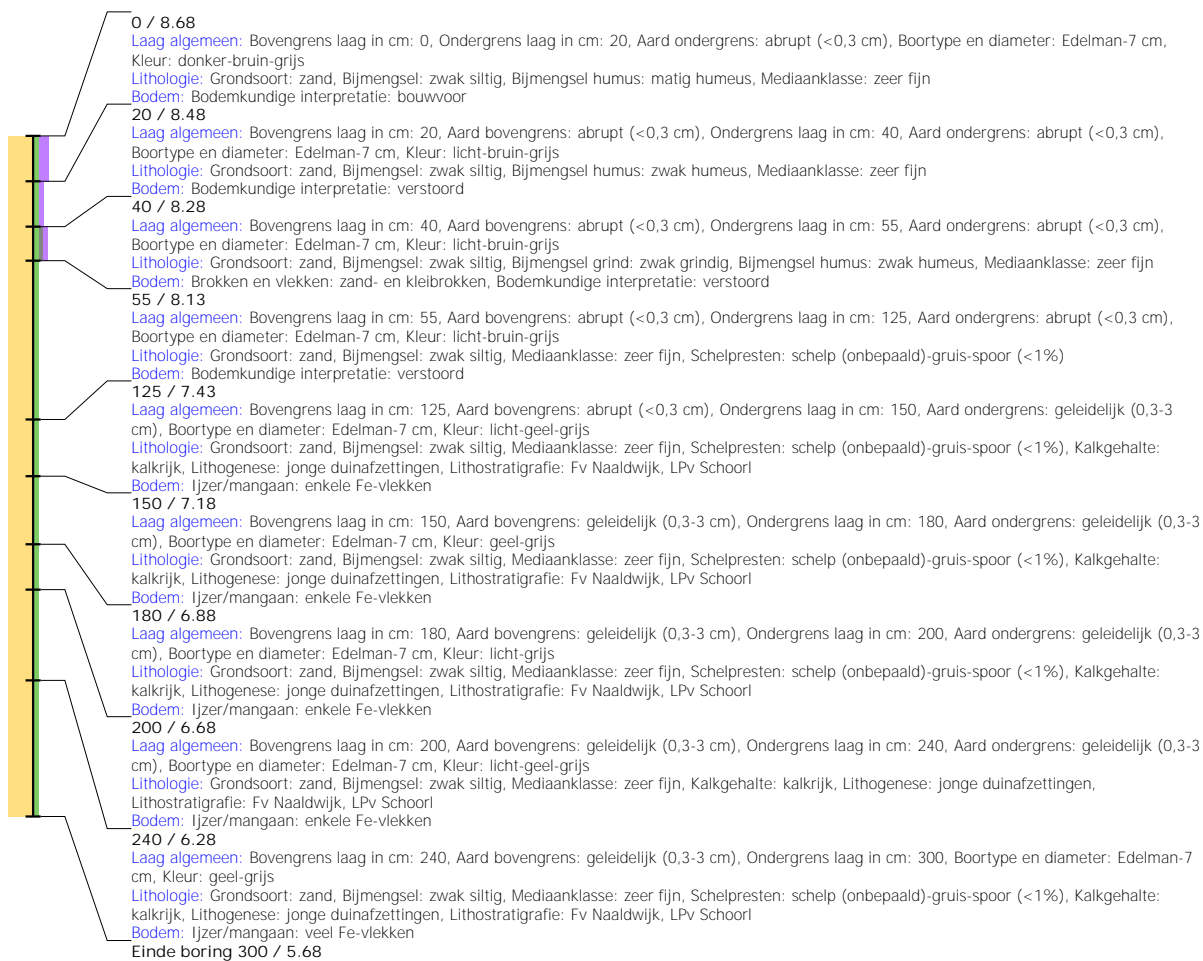 0 / 8.68
Laag algemeen: Bovengrens laag in cm: 0, Ondergrens laag in cm: 20, Aard ondergrens: abrupt (<0,3 cm), Boortype en diameter: Edelman-7 cm,
Kleur: donker-bruin-grijs
Lithologie: Grondsoort: zand, Bijmengsel: zwak siltig, Bijmengsel humus: matig humeus, Mediaanklasse: zeer fijn
Bodem: Bodemkundige interpretatie: bouwvoor
20 / 8.48
Laag algemeen: Bovengrens laag in cm: 20, Aard bovengrens: abrupt (<0,3 cm), Ondergrens laag in cm: 40, Aard ondergrens: abrupt (<0,3 cm),
Boortype en diameter: Edelman-7 cm, Kleur: licht-bruin-grijs
Lithologie: Grondsoort: zand, Bijmengsel: zwak siltig, Bijmengsel humus: zwak humeus, Mediaanklasse: zeer fijn
Bodem: Bodemkundige interpretatie: verstoord
40 / 8.28
Laag algemeen: Bovengrens laag in cm: 40, Aard bovengrens: abrupt (<0,3 cm), Ondergrens laag in cm: 55, Aard ondergrens: abrupt (<0,3 cm),
Boortype en diameter: Edelman-7 cm, Kleur: licht-bruin-grijs
Lithologie: Grondsoort: zand, Bijmengsel: zwak siltig, Bijmengsel grind: zwak grindig, Bijmengsel humus: zwak humeus, Mediaanklasse: zeer fijn
Bodem: Brokken en vlekken: zand- en kleibrokken, Bodemkundige interpretatie: verstoord
55 / 8.13
Laag algemeen: Bovengrens laag in cm: 55, Aard bovengrens: abrupt (<0,3 cm), Ondergrens laag in cm: 125, Aard ondergrens: abrupt (<0,3 cm),
Boortype en diameter: Edelman-7 cm, Kleur: licht-bruin-grijs
Lithologie: Grondsoort: zand, Bijmengsel: zwak siltig, Mediaanklasse: zeer fijn, Schelpresten: schelp (onbepaald)-gruis-spoor (<1%)
Bodem: Bodemkundige interpretatie: verstoord
125 / 7.43
Laag algemeen: Bovengrens laag in cm: 125, Aard bovengrens: abrupt (<0,3 cm), Ondergrens laag in cm: 150, Aard ondergrens: geleidelijk (0,3-3
cm), Boortype en diameter: Edelman-7 cm, Kleur: licht-geel-grijs
Lithologie: Grondsoort: zand, Bijmengsel: zwak siltig, Mediaanklasse: zeer fijn, Schelpresten: schelp (onbepaald)-gruis-spoor (<1%), Kalkgehalte:
kalkrijk, Lithogenese: jonge duinafzettingen, Lithostratigrafie: Fv Naaldwijk, LPv Schoorl
Bodem: Ijzer/mangaan: enkele Fe-vlekken
150 / 7.18
Laag algemeen: Bovengrens laag in cm: 150, Aard bovengrens: geleidelijk (0,3-3 cm), Ondergrens laag in cm: 180, Aard ondergrens: geleidelijk (0,3-3
cm), Boortype en diameter: Edelman-7 cm, Kleur: geel-grijs
Lithologie: Grondsoort: zand, Bijmengsel: zwak siltig, Mediaanklasse: zeer fijn, Schelpresten: schelp (onbepaald)-gruis-spoor (<1%), Kalkgehalte:
kalkrijk, Lithogenese: jonge duinafzettingen, Lithostratigrafie: Fv Naaldwijk, LPv Schoorl
Bodem: Ijzer/mangaan: enkele Fe-vlekken
180 / 6.88
Laag algemeen: Bovengrens laag in cm: 180, Aard bovengrens: geleidelijk (0,3-3 cm), Ondergrens laag in cm: 200, Aard ondergrens: geleidelijk (0,3-3
cm), Boortype en diameter: Edelman-7 cm, Kleur: licht-grijs
Lithologie: Grondsoort: zand, Bijmengsel: zwak siltig, Mediaanklasse: zeer fijn, Schelpresten: schelp (onbepaald)-gruis-spoor (<1%), Kalkgehalte:
kalkrijk, Lithogenese: jonge duinafzettingen, Lithostratigrafie: Fv Naaldwijk, LPv Schoorl
Bodem: Ijzer/mangaan: enkele Fe-vlekken
200 / 6.68
Laag algemeen: Bovengrens laag in cm: 200, Aard bovengrens: geleidelijk (0,3-3 cm), Ondergrens laag in cm: 240, Aard ondergrens: geleidelijk (0,3-3
cm), Boortype en diameter: Edelman-7 cm, Kleur: licht-geel-grijs
Lithologie: Grondsoort: zand, Bijmengsel: zwak siltig, Mediaanklasse: zeer fijn, Kalkgehalte: kalkrijk, Lithogenese: jonge duinafzettingen,
Lithostratigrafie: Fv Naaldwijk, LPv Schoorl
Bodem: Ijzer/mangaan: enkele Fe-vlekken
240 / 6.28
Laag algemeen: Bovengrens laag in cm: 240, Aard bovengrens: geleidelijk (0,3-3 cm), Ondergrens laag in cm: 300, Boortype en diameter: Edelman-7
cm, Kleur: geel-grijs
Lithologie: Grondsoort: zand, Bijmengsel: zwak siltig, Mediaanklasse: zeer fijn, Schelpresten: schelp (onbepaald)-gruis-spoor (<1%), Kalkgehalte:
kalkrijk, Lithogenese: jonge duinafzettingen, Lithostratigrafie: Fv Naaldwijk, LPv Schoorl
Bodem: Ijzer/mangaan: veel Fe-vlekken
Einde boring 300 / 5.68